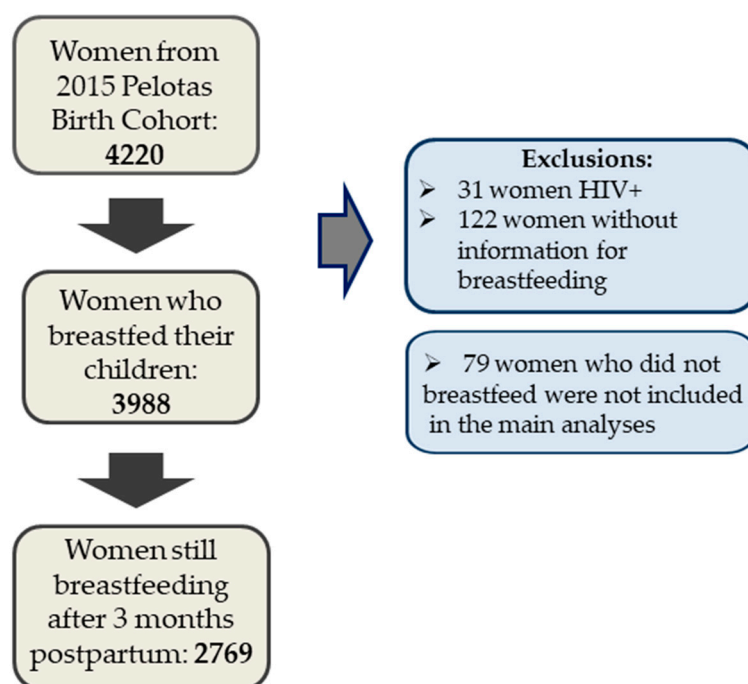 Women from
2015 Pelotas
Birth Cohort:
4220
Exclusions:
➢ 31 women HIV+
➢ 122 women without
information for
breastfeeding
Women who
breastfed their
children:
3988
➢ 79 women who did not
breastfeed were not included
in the main analyses
Women still
breastfeeding
after 3 months
postpartum: 2769